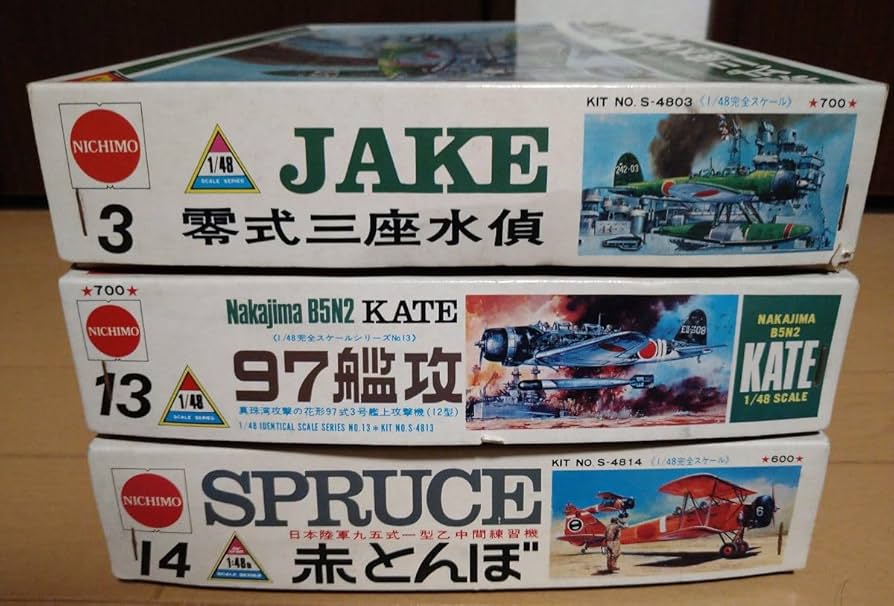 KIT NO. S-4803 《1/48完全スケール》 ★700★
NICHIMO
1/48
SCALE SERIES
JAKE
3
零式三座水偵
242-03
★700★
NICHIMO
13
1/48
SCALE SERIES
Nakajima B5N2 KATE
《1/48完全スケールシリーズNo.13》
97艦攻
真珠湾攻撃の花形97式3号艦上攻撃機(12型)
1/48 IDENTICAL SCALE SERIES NO.13 * KIT NO.S-4813
NAKAJIMA
B5N2
KATE
1/48 SCALE
KIT NO. S-4814 《1/48完全スケール》 ★600★
NICHIMO
14
SCALE SERIES
SPRUCE
日本陸軍九五式一型乙中間練習機
赤とんぼ
6